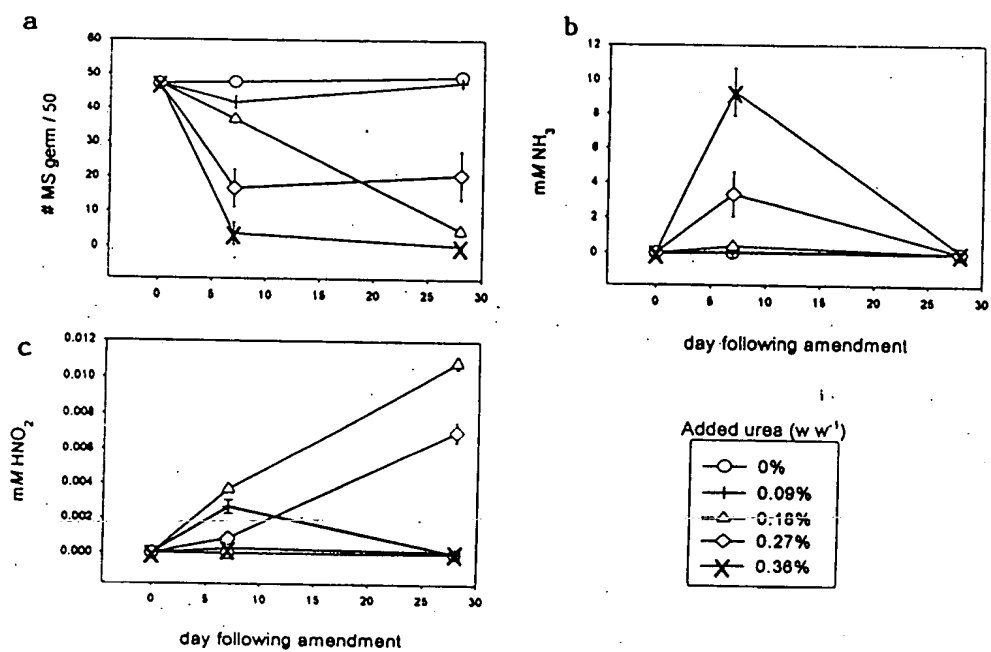 a
# MS germ / 50
60
50
40
30
20
10
0
0 5 10 15 20 25 30
b
mM NH3
12
10
8
6
4
2
0
0 5 10 15 20 25 30
day following amendment
c
mM HNO2
0.012
0.010
0.008
0.006
0.004
0.002
0.000
0 5 10 15 20 25 30
day following amendment
Added urea (w w-1)
0%
0.09%
0.18%
0.27%
0.36%